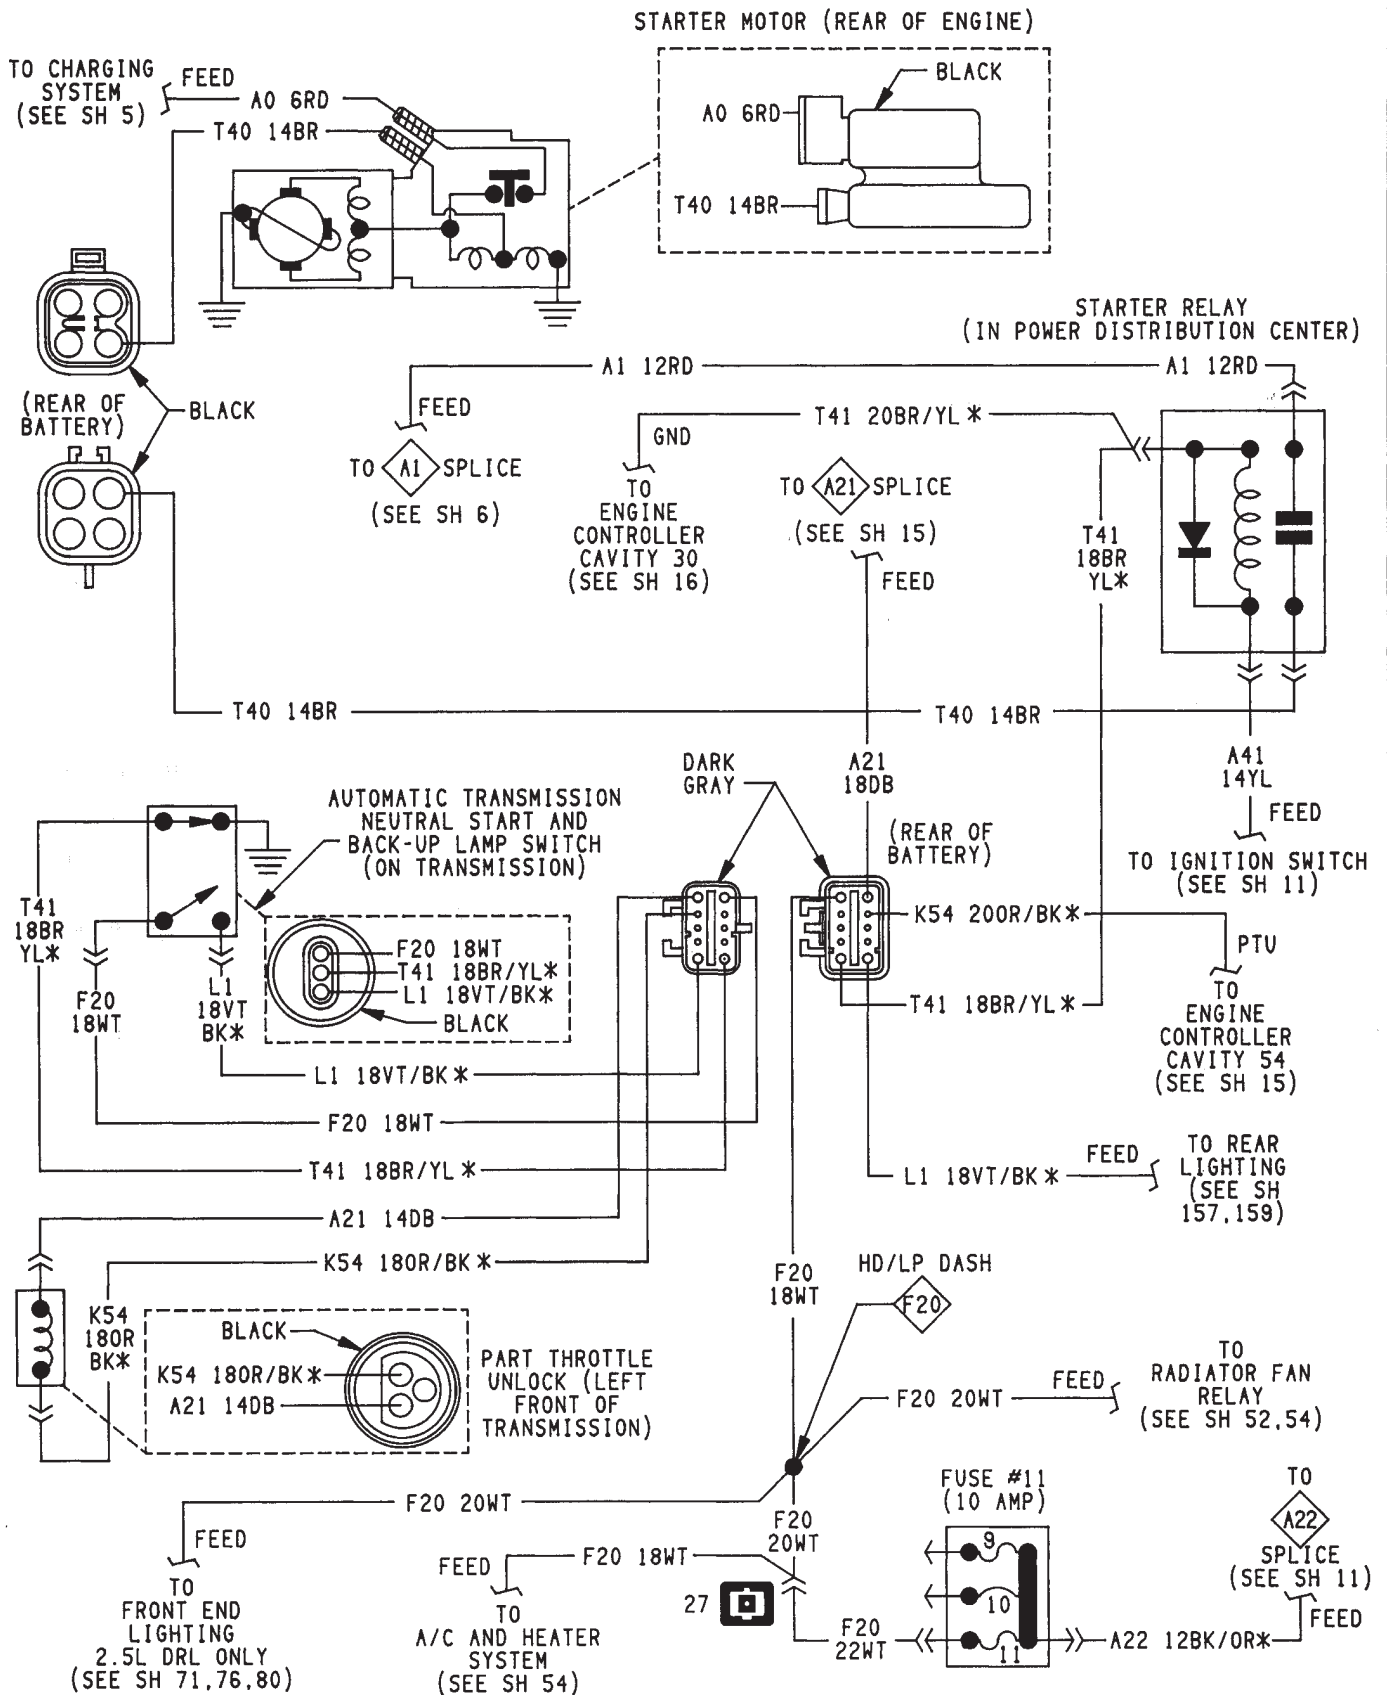 STARTER MOTOR (REAR OF ENGINE)
TO CHARGING
SYSTEM
(SEE SH 5)
FEED
A0 6RD
T40 14BR
BLACK
A0 6RD
T40 14BR
STARTER RELAY
(IN POWER DISTRIBUTION CENTER)
A1 12RD
A1 12RD
(REAR OF
BATTERY)
BLACK
FEED
TO A1 SPLICE
(SEE SH 6)
T41 20BR/YL*
GND
TO
ENGINE
CONTROLLER
CAVITY 30
(SEE SH 16)
TO A21 SPLICE
(SEE SH 15)
FEED
T41
18BR
YL*
T40 14BR
T40 14BR
A41
14YL
FEED
TO IGNITION SWITCH
(SEE SH 11)
DARK
GRAY
A21
18DB
(REAR OF
BATTERY)
AUTOMATIC TRANSMISSION
NEUTRAL START AND
BACK-UP LAMP SWITCH
(ON TRANSMISSION)
T41
18BR
YL*
F20
18WT
L1
18VT
BK*
F20 18WT
T41 18BR/YL*
L1 18VT/BK*
BLACK
K54 20OR/BK*
PTU
TO
ENGINE
CONTROLLER
CAVITY 54
(SEE SH 15)
T41 18BR/YL*
L1 18VT/BK*
F20 18WT
T41 18BR/YL*
A21 14DB
K54 18OR/BK*
L1 18VT/BK*
FEED
TO REAR
LIGHTING
(SEE SH
157,159)
K54
18OR
BK*
BLACK
K54 18OR/BK*
A21 14DB
PART THROTTLE
UNLOCK (LEFT
FRONT OF
TRANSMISSION)
F20
18WT
HD/LP DASH
F20
F20 20WT
FEED
TO
RADIATOR FAN
RELAY
(SEE SH 52,54)
F20 20WT
FEED
TO
FRONT END
LIGHTING
2.5L DRL ONLY
(SEE SH 71,76,80)
F20
20WT
F20 18WT
FEED
TO
A/C AND HEATER
SYSTEM
(SEE SH 54)
27
F20
22WT
FUSE #11
(10 AMP)
9
10
11
A22 12BK/OR*
TO
A22
SPLICE
(SEE SH 11)
FEED